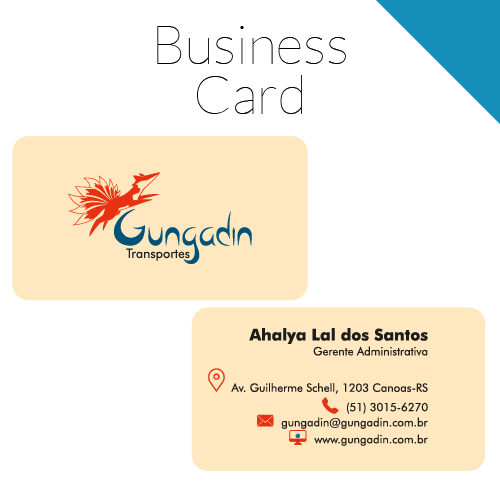 Business
Card
Gungadin
Transportes
Ahalya Lal dos Santos
Gerente Administrativa
Av. Guilherme Schell, 1203 Canoas-RS
(51) 3015-6270
gungadin@gungadin.com.br
www.gungadin.com.br